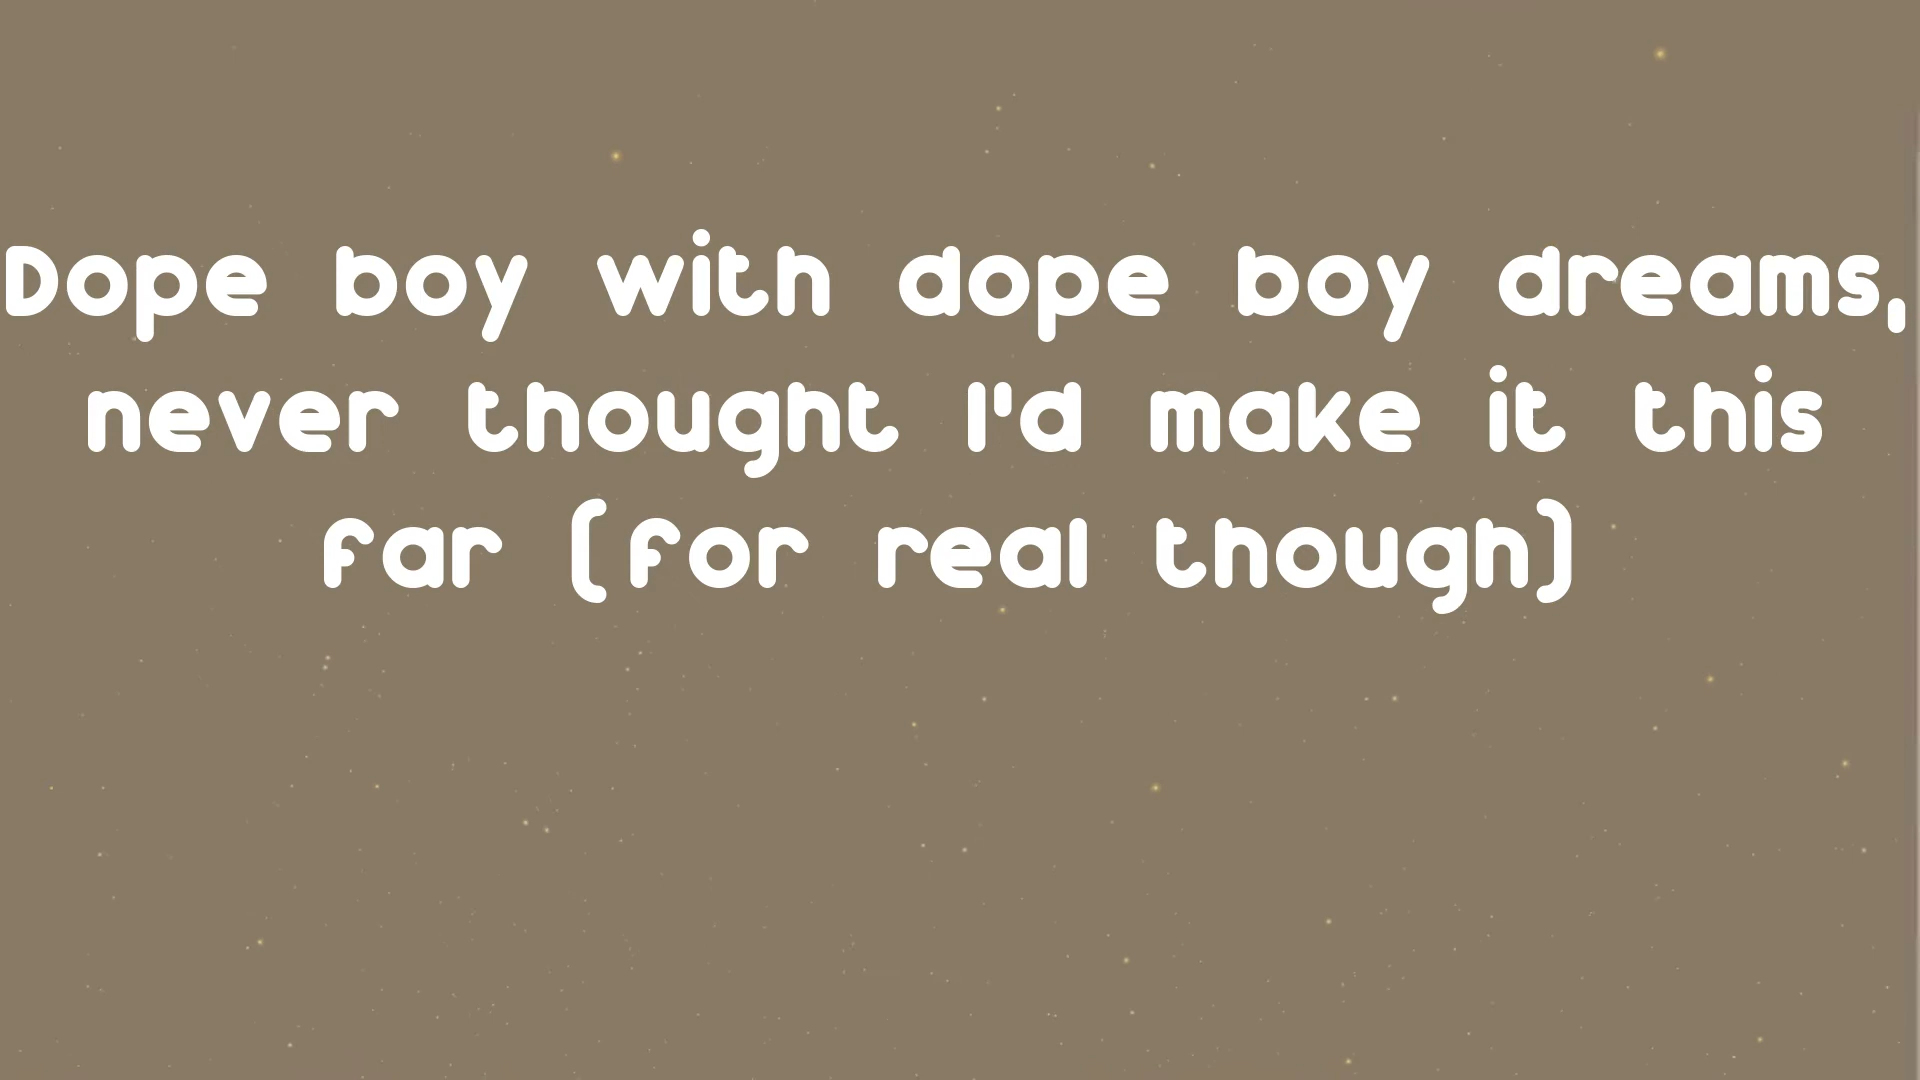 Dope boy with dope boy dreams,
never thought I'd make it this
far (for real though)